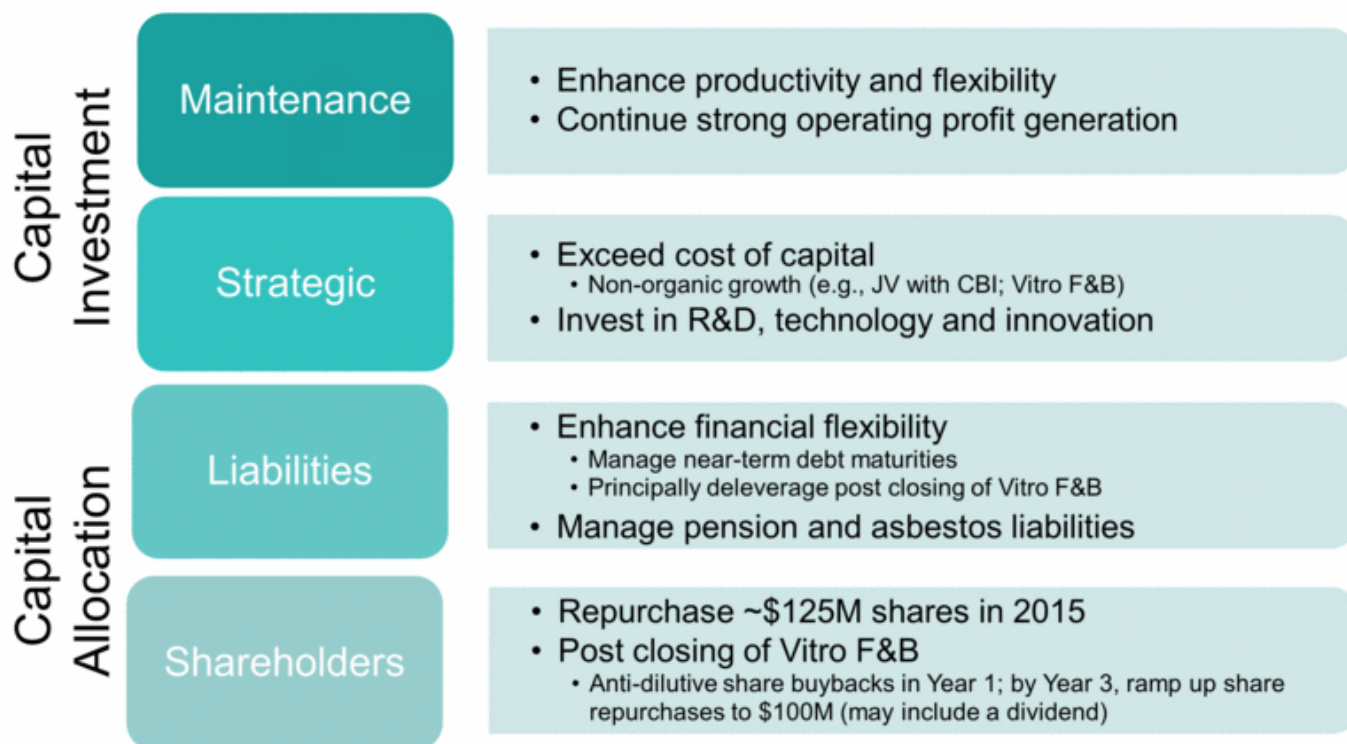 Capital
Investment
Maintenance
• Enhance productivity and flexibility
• Continue strong operating profit generation
Strategic
• Exceed cost of capital
• Non-organic growth (e.g., JV with CBI; Vitro F&B)
• Invest in R&D, technology and innovation
Capital
Allocation
Liabilities
• Enhance financial flexibility
• Manage near-term debt maturities
• Principally deleverage post closing of Vitro F&B
• Manage pension and asbestos liabilities
Shareholders
• Repurchase ~$125M shares in 2015
• Post closing of Vitro F&B
• Anti-dilutive share buybacks in Year 1; by Year 3, ramp up share
repurchases to $100M (may include a dividend)